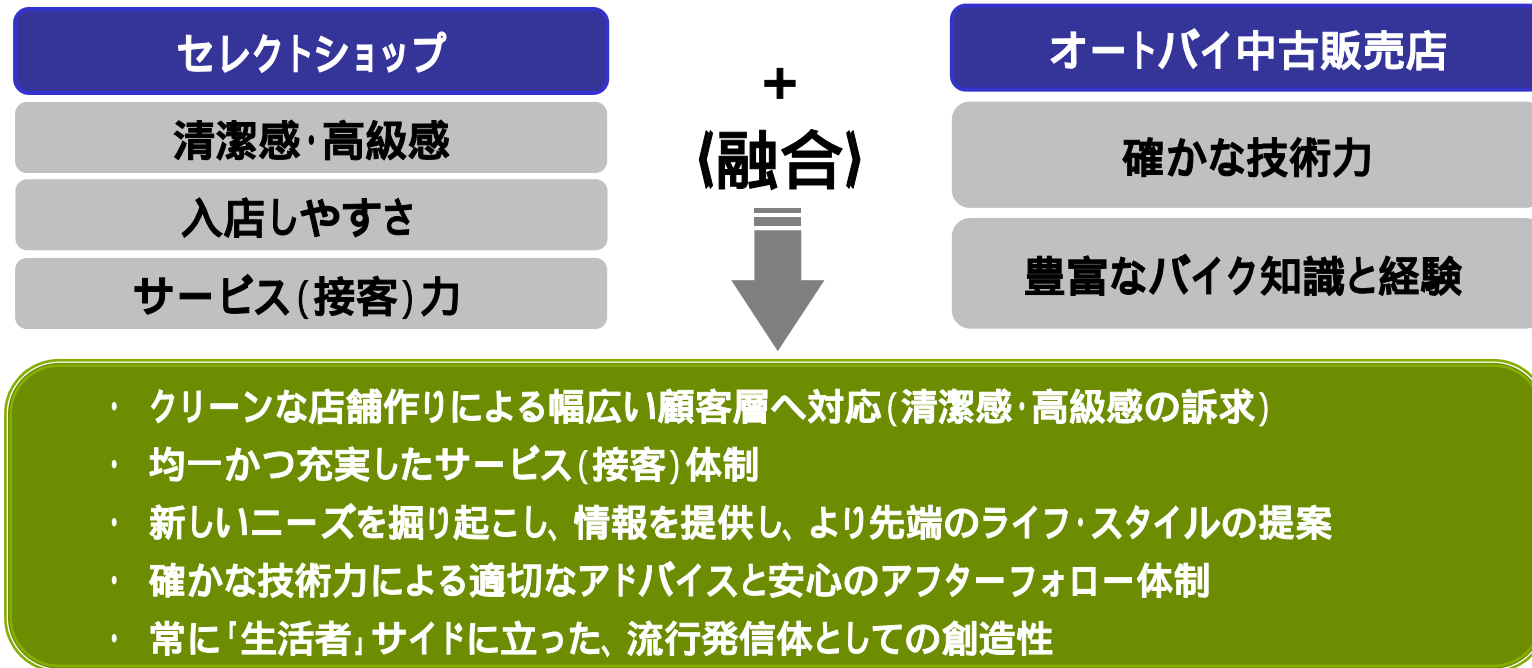 セレクトショップ
清潔感・高級感
入店しやすさ
サービス(接客)力
+
《融合》
オートバイ中古販売店
確かな技術力
豊富なバイク知識と経験
・ クリーンな店舗作りによる幅広い顧客層へ対応(清潔感・高級感の訴求)
・ 均一かつ充実したサービス(接客)体制
・ 新しいニーズを掘り起こし、情報を提供し、より先端のライフ・スタイルの提案
・ 確かな技術力による適切なアドバイスと安心のアフターフォロー体制
・ 常に「生活者」サイドに立った、流行発信体としての創造性